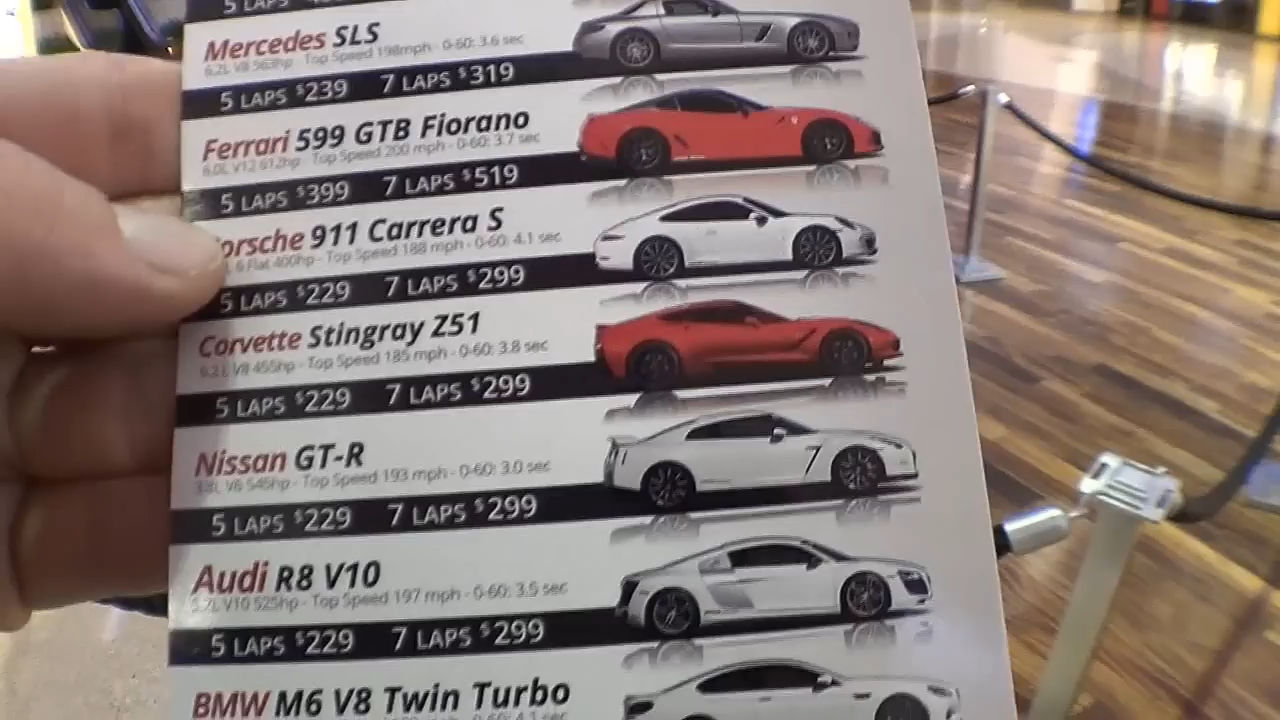 5 LAPS
Mercedes SLS
6.2L V8 563hp - Top Speed 198mph - 0-60: 3.6 sec
5 LAPS $239 7 LAPS $319
Ferrari 599 GTB Fiorano
6.0L V12 612hp - Top Speed 200 mph - 0-60: 3.7 sec
5 LAPS $399 7 LAPS $519
orsche 911 Carrera S
6 Flat 400hp - Top Speed 188 mph - 0-60: 4.1 sec
5 LAPS $229 7 LAPS $299
Corvette Stingray Z51
6.2L V8 455hp - Top Speed 185 mph - 0-60: 3.8 sec
5 LAPS $229 7 LAPS $299
Nissan GT-R
3.8L V6 545hp - Top Speed 193 mph - 0-60: 3.0 sec
5 LAPS $229 7 LAPS $299
Audi R8 V10
5.2L V10 525hp - Top Speed 197 mph - 0-60: 3.5 sec
5 LAPS $229 7 LAPS $299
BMW M6 V8 Twin Turbo